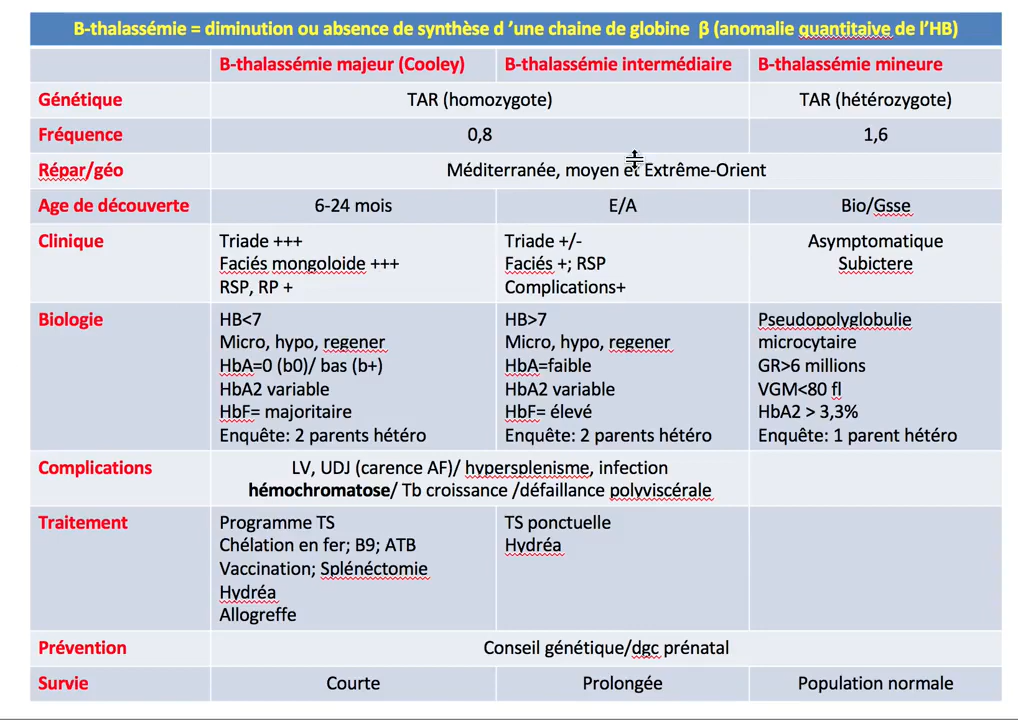 B-thalassémie = diminution ou absence de synthèse d ’une chaine de globine β (anomalie quantitaive de l’HB)
B-thalassémie majeur (Cooley)
B-thalassémie intermédiaire
B-thalassémie mineure
Génétique
TAR (homozygote)
TAR (hétérozygote)
Fréquence
0,8
1,6
Répar/géo
Méditerranée, moyen et Extrême-Orient
Age de découverte
6-24 mois
E/A
Bio/Gsse
Clinique
Triade +++
Faciés mongoloide +++
RSP, RP +
Triade +/-
Faciés +; RSP
Complications+
Asymptomatique
Subictere
Biologie
HB<7
Micro, hypo, regener
HbA=0 (b0)/ bas (b+)
HbA2 variable
HbF= majoritaire
Enquête: 2 parents hétéro
HB>7
Micro, hypo, regener
HbA=faible
HbA2 variable
HbF= élevé
Enquête: 2 parents hétéro
Pseudopolyglobulie
microcytaire
GR>6 millions
VGM<80 fl
HbA2 > 3,3%
Enquête: 1 parent hétéro
Complications
LV, UDJ (carence AF)/ hypersplenisme, infection
hémochromatose/ Tb croissance /défaillance polyviscérale
Traitement
Programme TS
Chélation en fer; B9; ATB
Vaccination; Splénéctomie
Hydréa
Allogreffe
TS ponctuelle
Hydréa
Prévention
Conseil génétique/dgc prénatal
Survie
Courte
Prolongée
Population normale